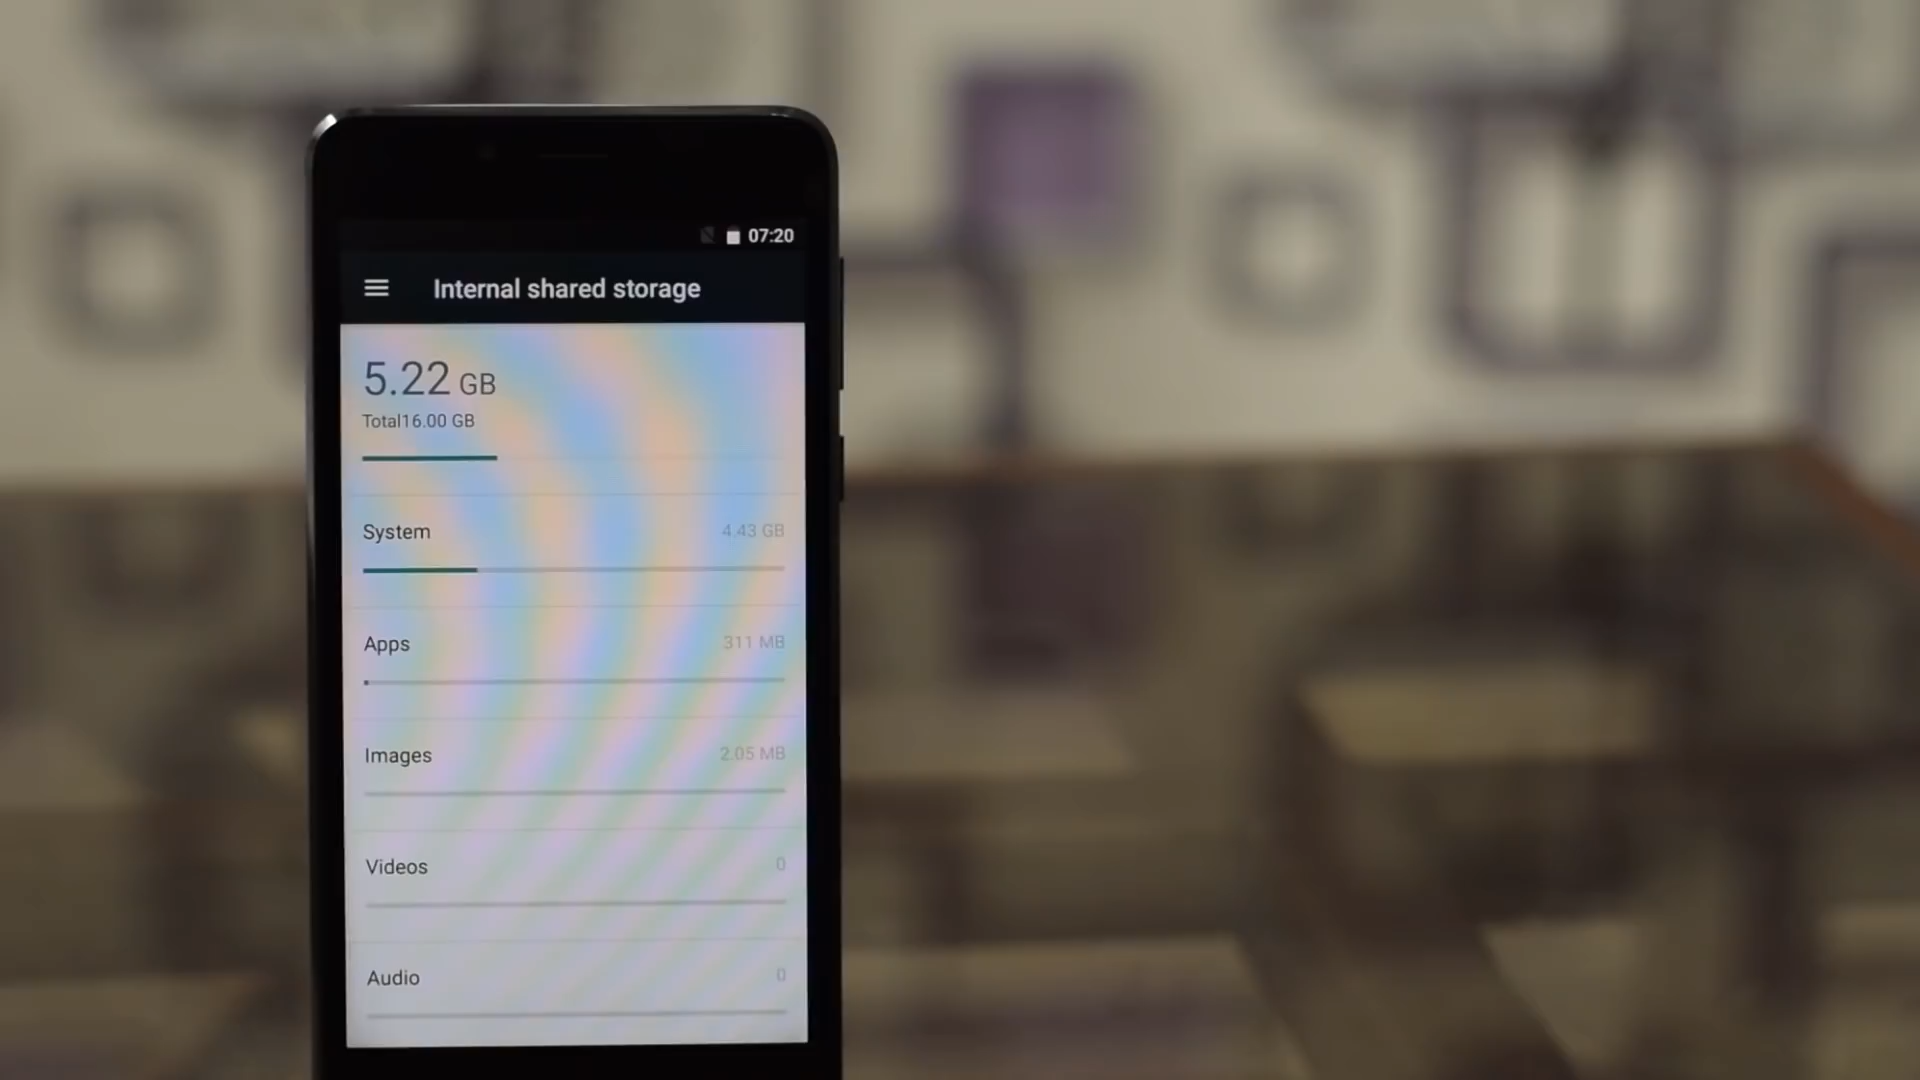 07:20
Internal shared storage
5.22 GB
Total16.00 GB
System 4.43 GB
Apps 311 MB
Images 2.05 MB
Videos 0
Audio 0